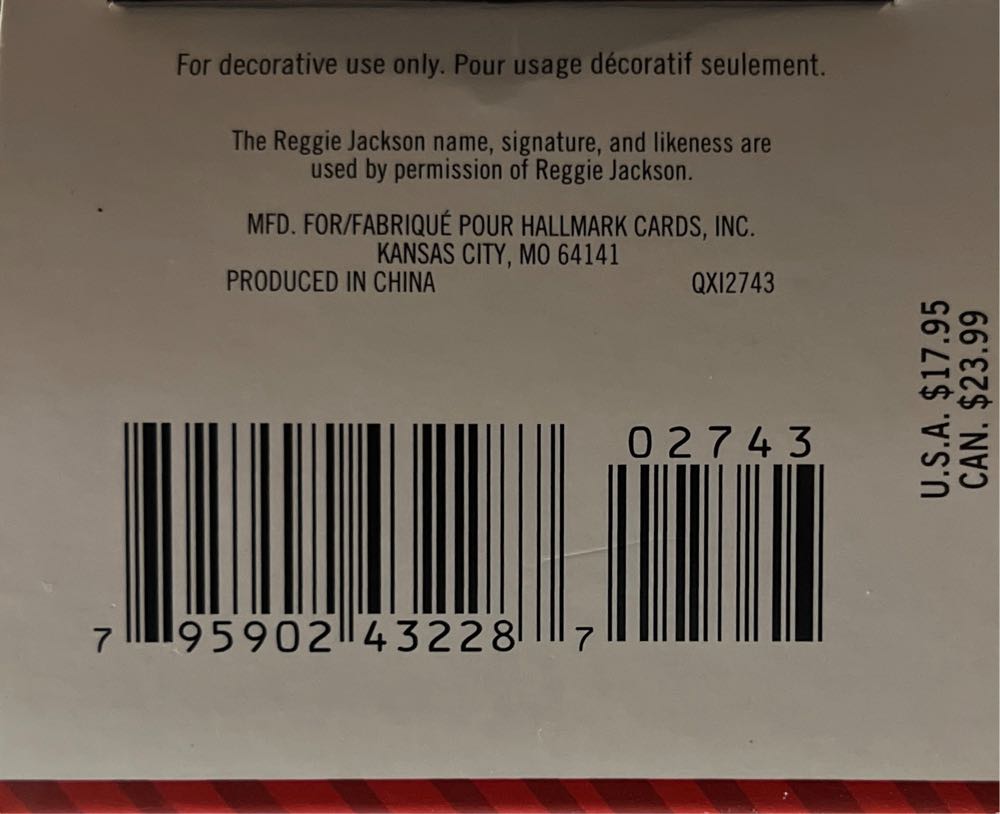 For decorative use only. Pour usage décoratif seulement.
The Reggie Jackson name, signature, and likeness are
used by permission of Reggie Jackson.
MFD. FOR/FABRIQUÉ POUR HALLMARK CARDS, INC.
KANSAS CITY, MO 64141
PRODUCED IN CHINA QXI2743
U.S.A. $17.95
CAN. $23.99
02743
7 95902 43228 7